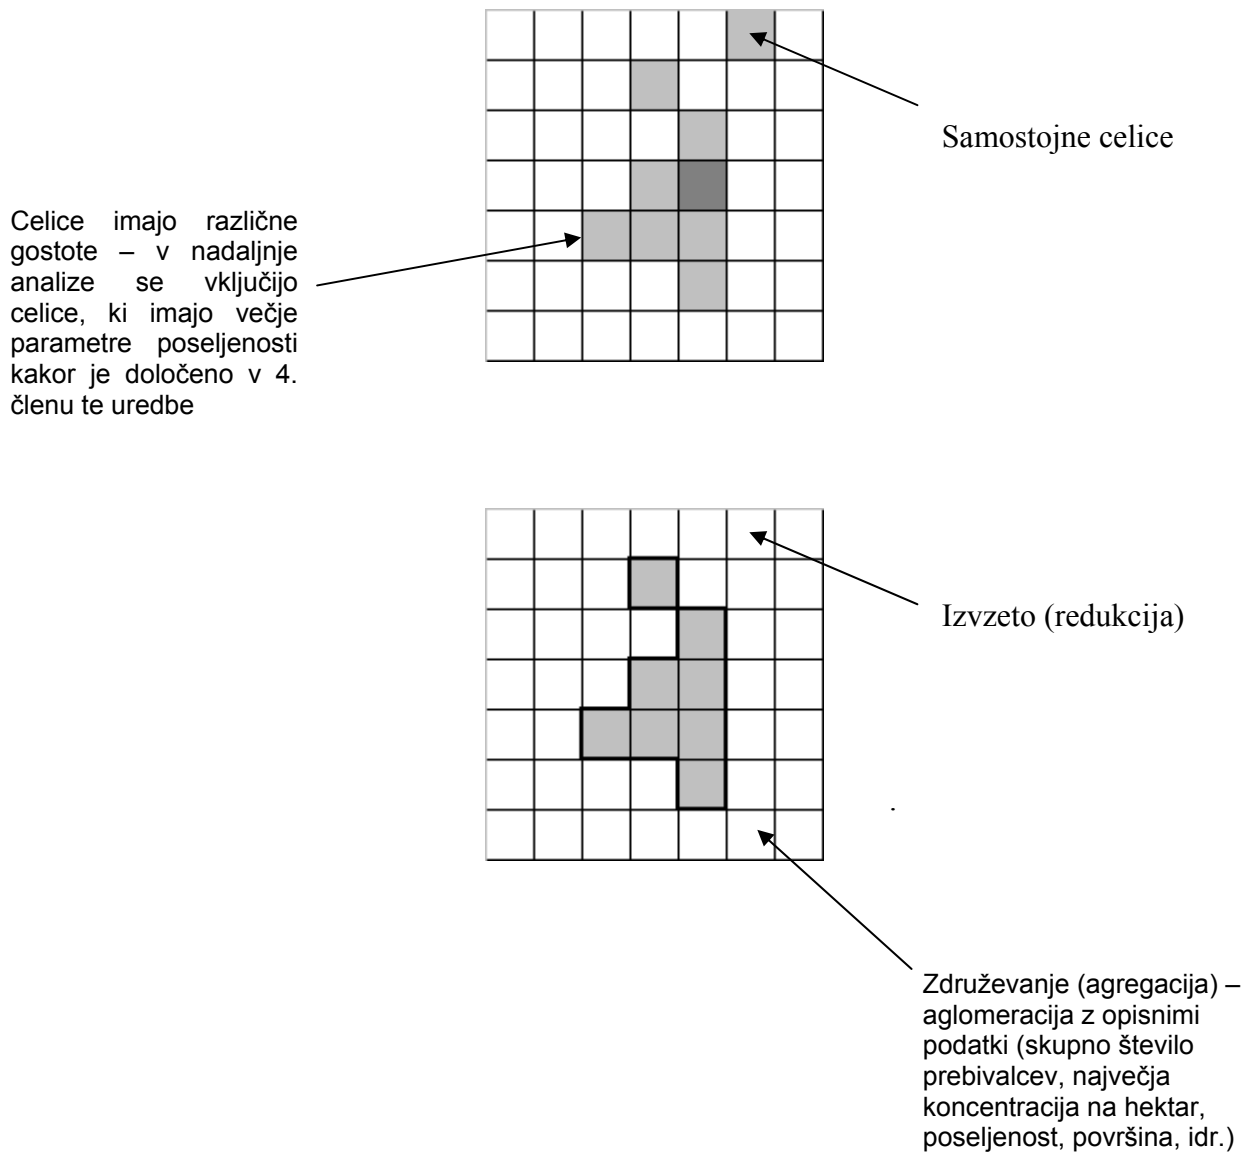 Samostojne celice
Celice imajo različne
gostote – v nadaljnje
analize se vključijo
celice, ki imajo večje
parametre poseljenosti
kakor je določeno v 4.
členu te uredbe
Izvzeto (redukcija)
.
Združevanje (agregacija) –
aglomeracija z opisnimi
podatki (skupno število
prebivalcev, največja
koncentracija na hektar,
poseljenost, površina, idr.)